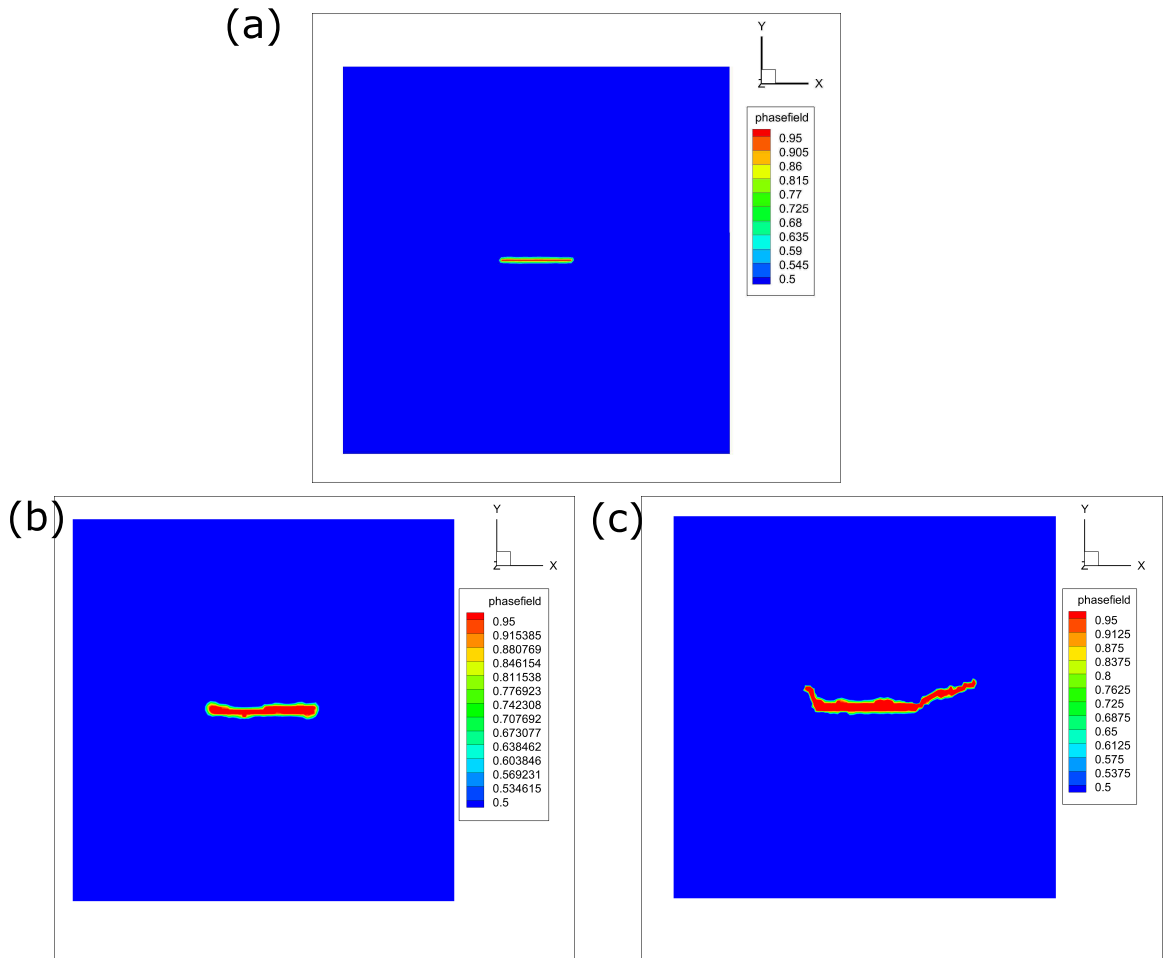 (a)
Y
Z
X
phasefield
0.95
0.905
0.86
0.815
0.77
0.725
0.68
0.635
0.59
0.545
0.5
(b)
Y
Z
X
phasefield
0.95
0.915385
0.880769
0.846154
0.811538
0.776923
0.742308
0.707692
0.673077
0.638462
0.603846
0.569231
0.534615
0.5
(c)
Y
Z
X
phasefield
0.95
0.9125
0.875
0.8375
0.8
0.7625
0.725
0.6875
0.65
0.6125
0.575
0.5375
0.5